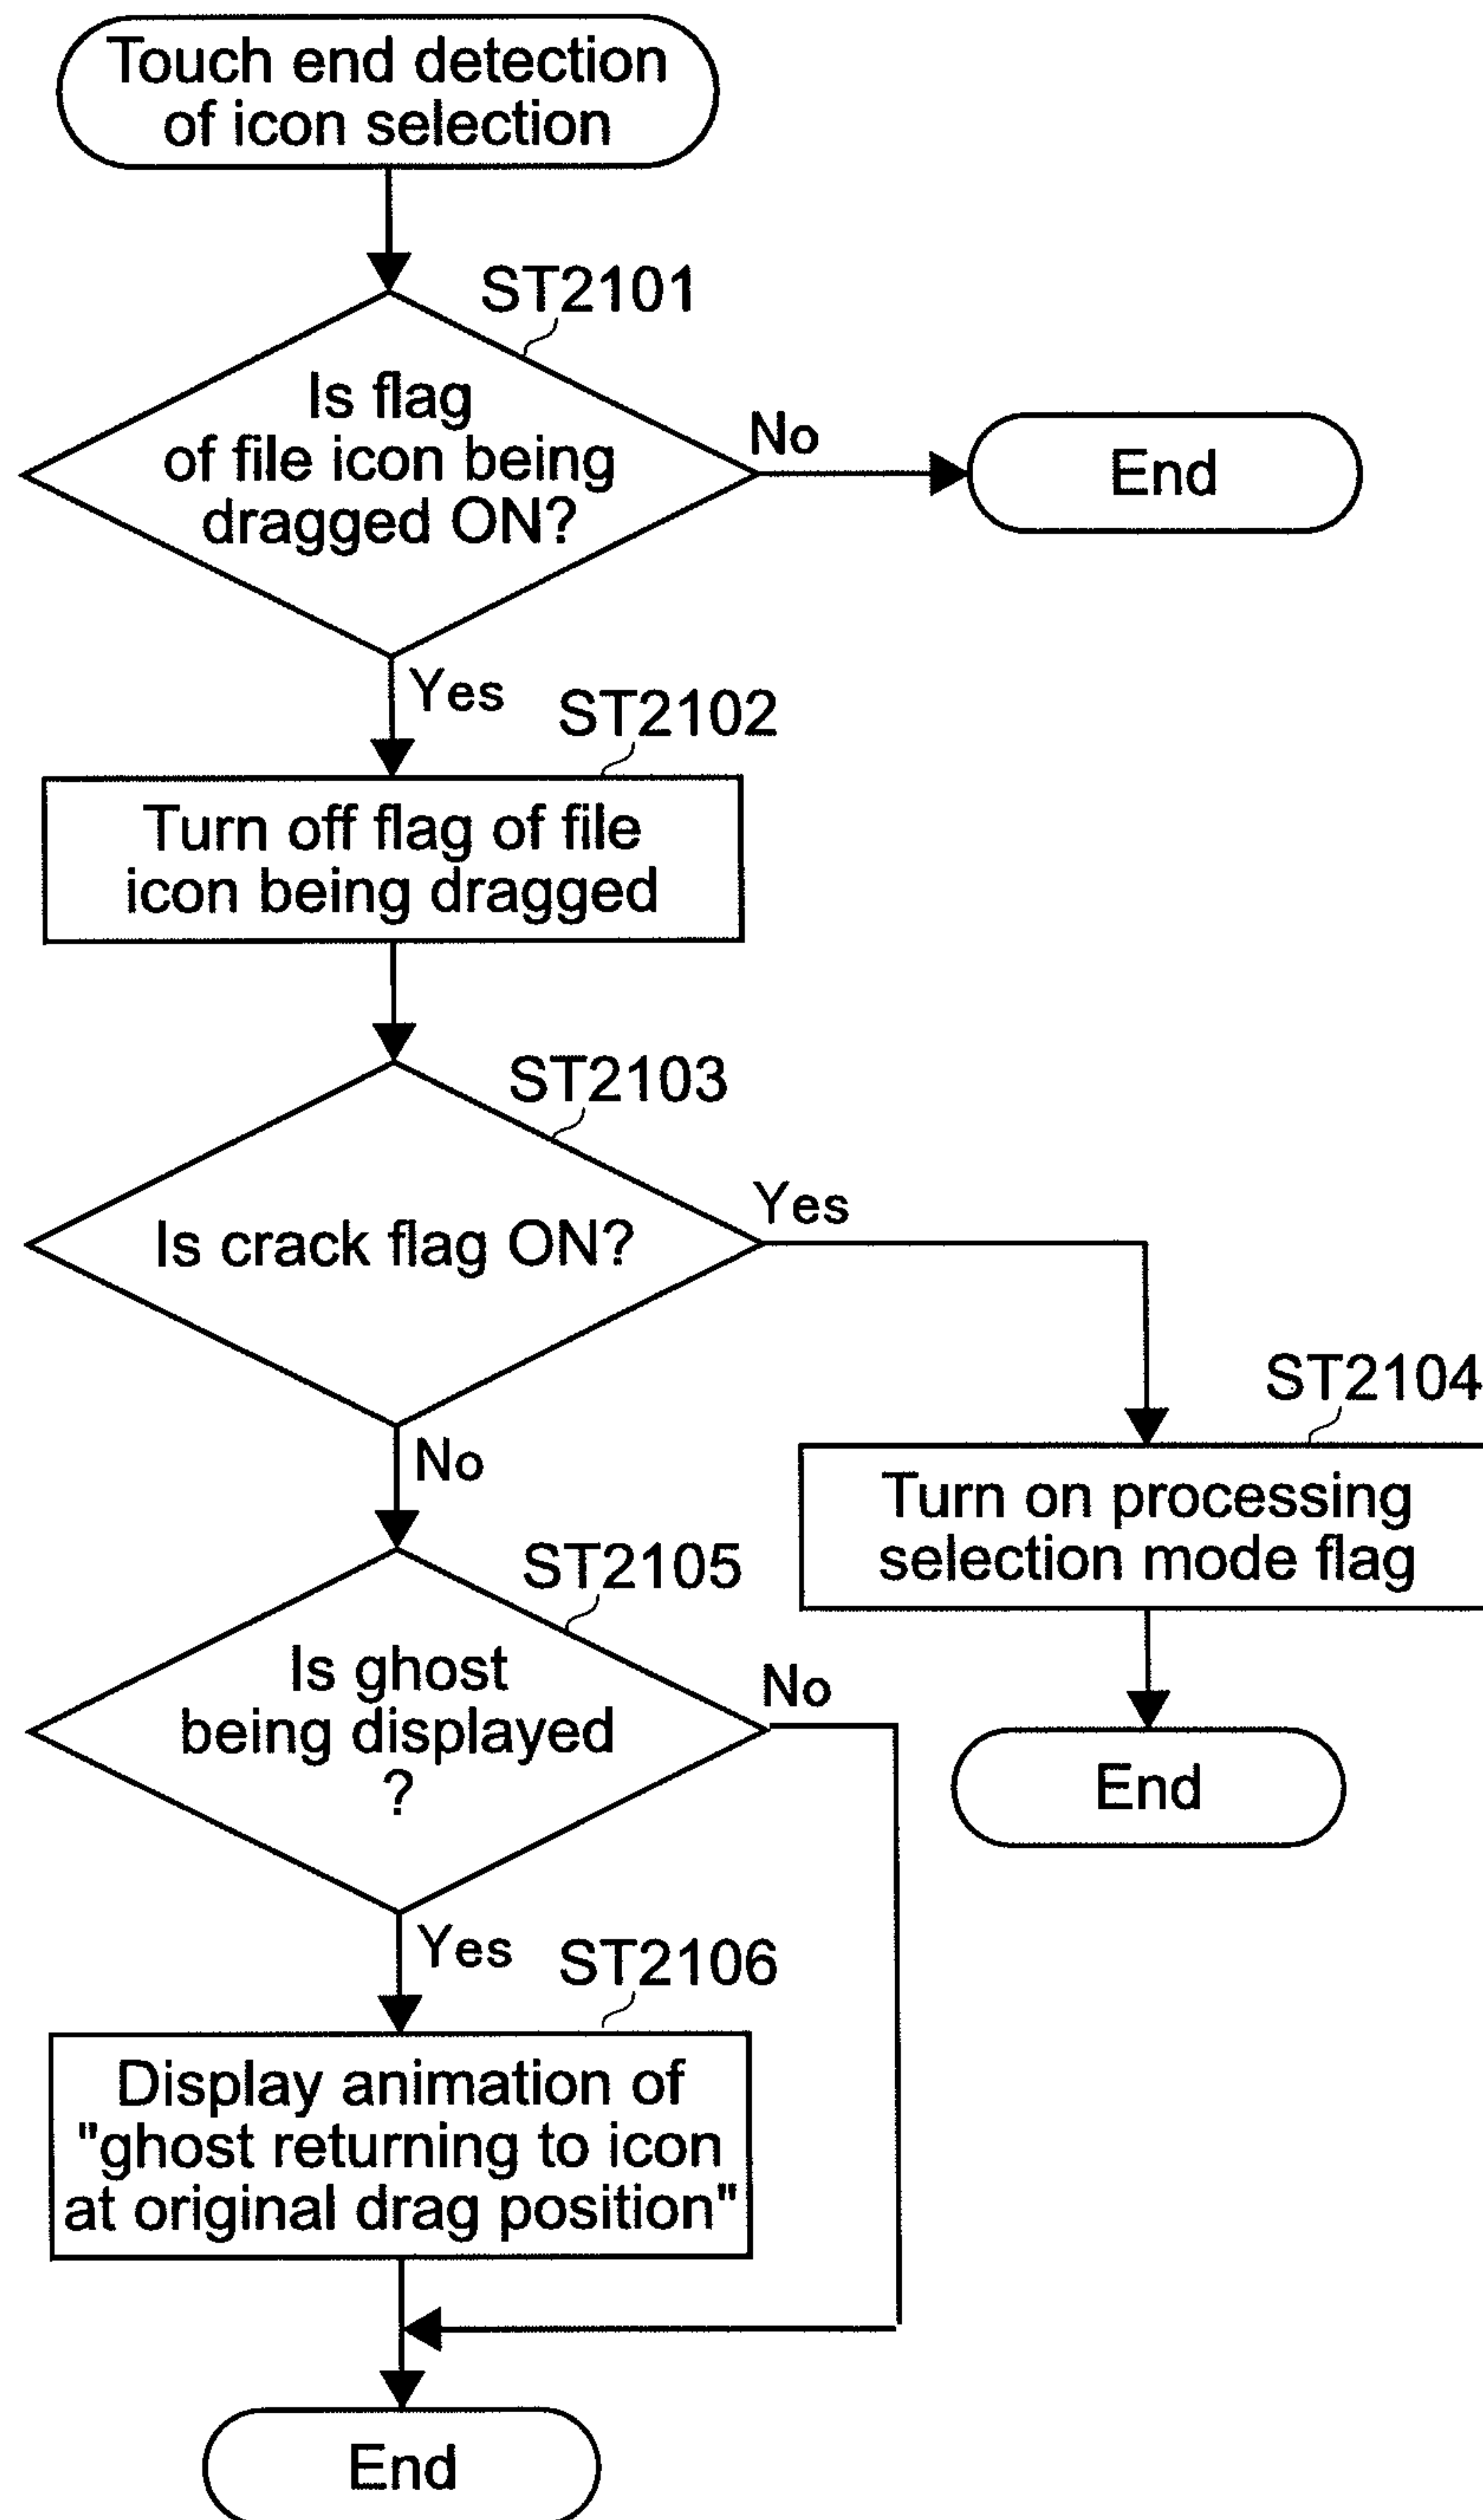 Touch end detection
of icon selection
ST2101
Is flag
of file icon being
dragged ON?
No
End
Yes
ST2102
Turn off flag of file
icon being dragged
ST2103
Is crack flag ON?
Yes
ST2104
Turn on processing
selection mode flag
End
No
ST2105
Is ghost
being displayed
?
No
Yes
ST2106
Display animation of
"ghost returning to icon
at original drag position"
End